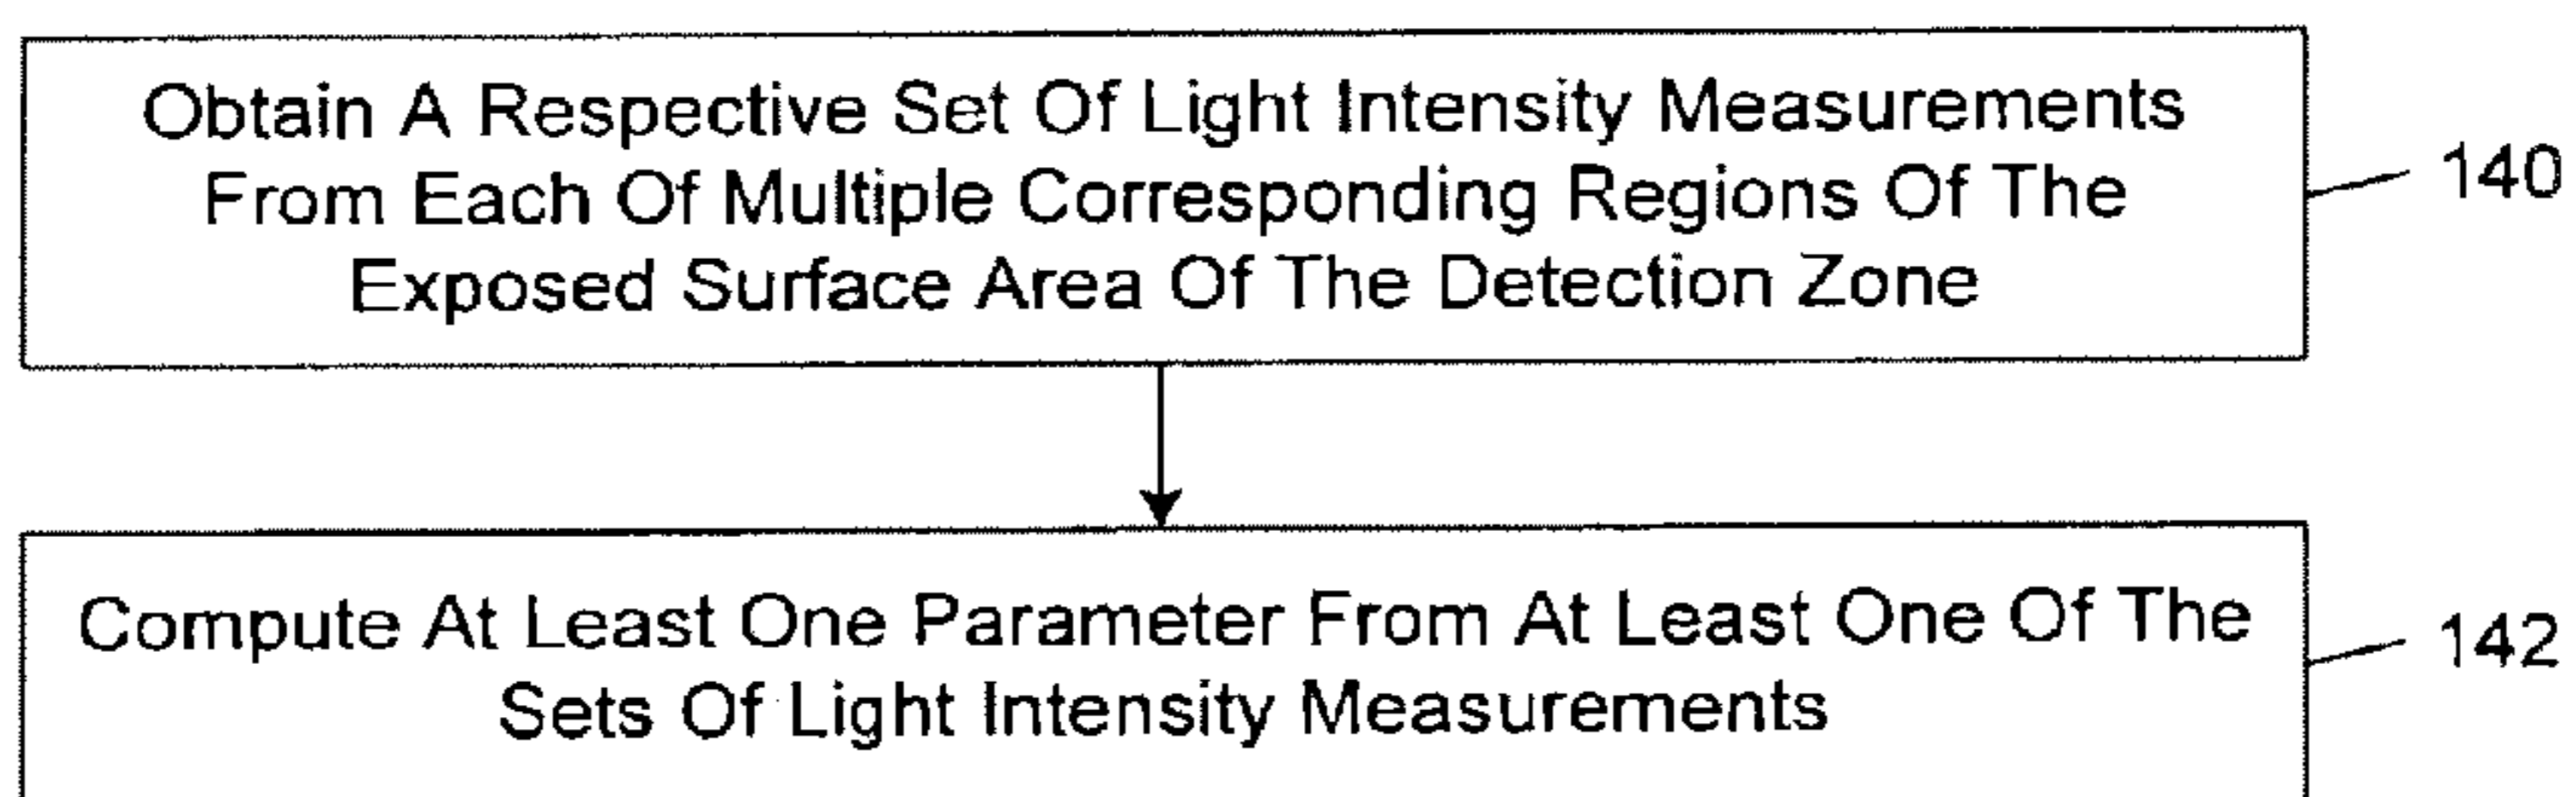 Obtain A Respective Set Of Light Intensity Measurements
From Each Of Multiple Corresponding Regions Of The
Exposed Surface Area Of The Detection Zone
140
Compute At Least One Parameter From At Least One Of The
Sets Of Light Intensity Measurements
142